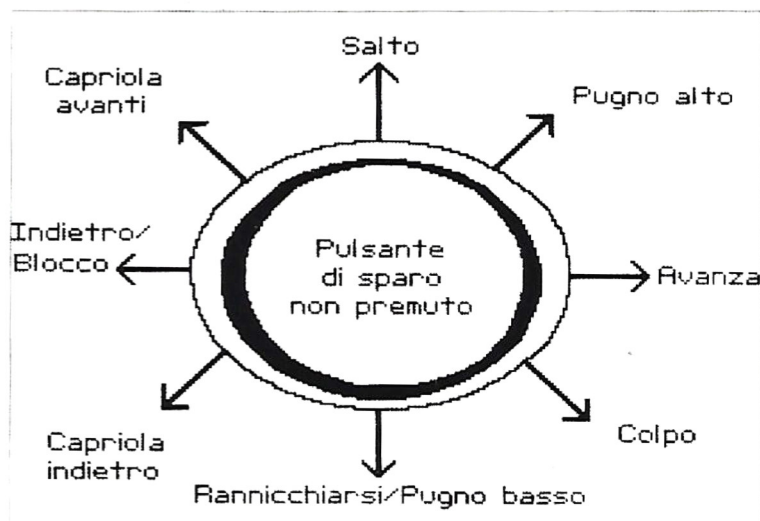 Salto
Capriola
avanti
Pugno alto
Indietro/
Blocco
Pulsante
di sparo
non premuto
Avanza
Capriola
indietro
Colpo
Rannicchiarsi/Pugno basso